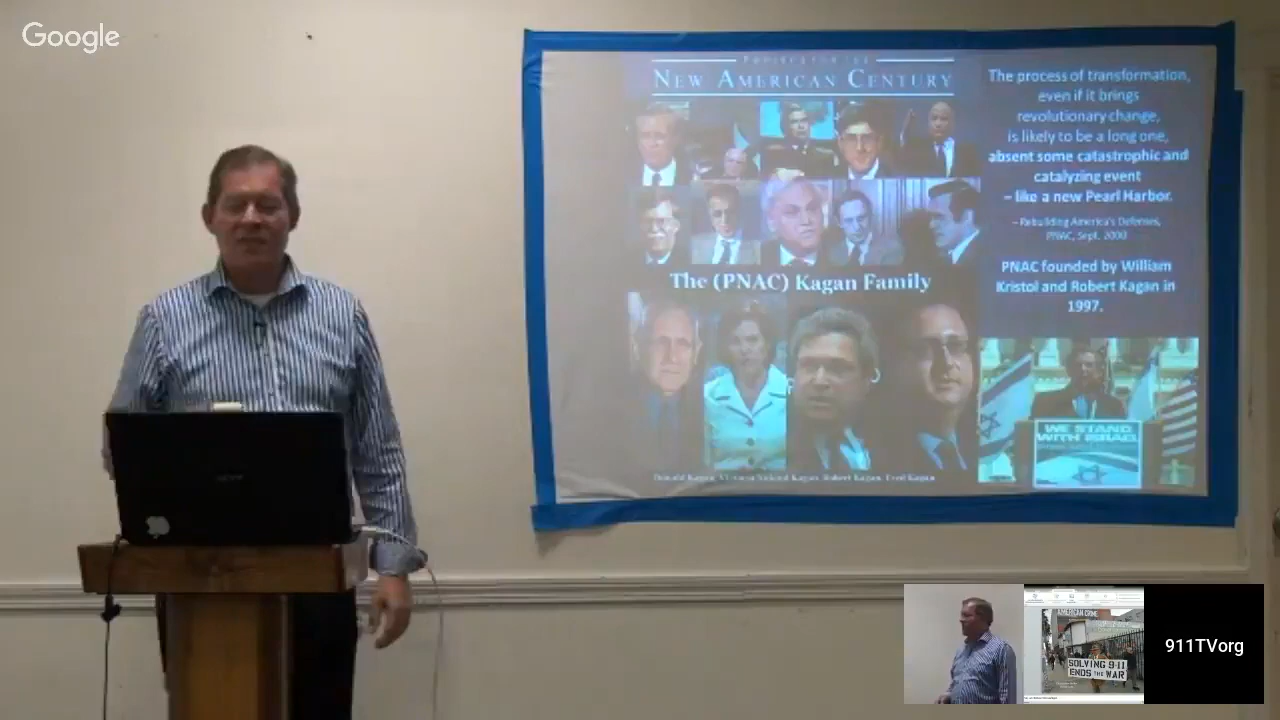 Google
NEW AMERICAN CENTURY
The process of transformation,
even if it brings
revolutionary change,
is likely to be a long one,
absent some catastrophic and
catalyzing event
– like a new Pearl Harbor.
– Rebuilding America's Defenses,
PNAC, Sept. 2000
The (PNAC) Kagan Family
PNAC founded by William
Kristol and Robert Kagan in
1997.
WE STAND
WITH ISRAEL
Donald Kagan, Victoria Nuland Kagan, Robert Kagan, Fred Kagan
AMERICAN CRIME
SOLVING 9-11
ENDS THE WAR
911TVorg